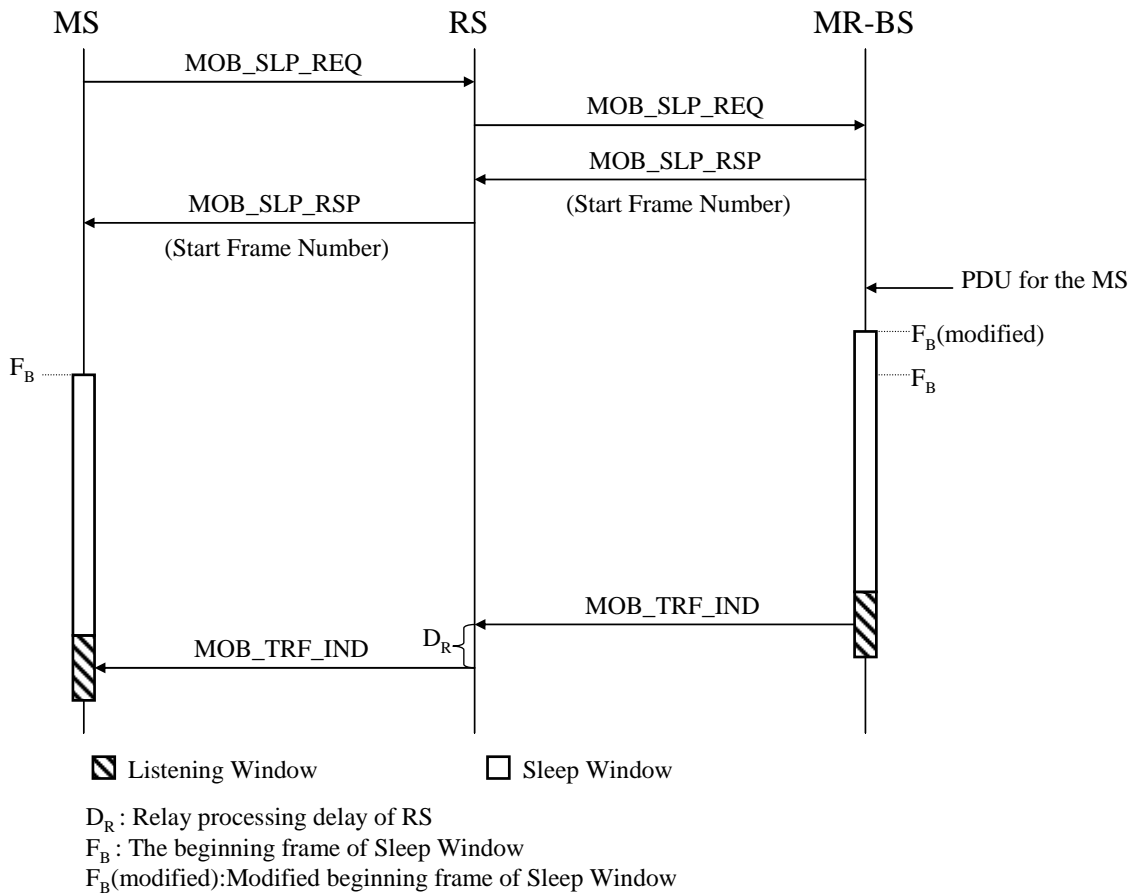 MS RS MR-BS
MOB_SLP_REQ
MOB_SLP_REQ
MOB_SLP_RSP
(Start Frame Number)
MOB_SLP_RSP
(Start Frame Number)
PDU for the MS
F_B(modified)
F_B
F_B
MOB_TRF_IND
D_R
MOB_TRF_IND
Listening Window Sleep Window
D_R : Relay processing delay of RS
F_B : The beginning frame of Sleep Window
F_B(modified):Modified beginning frame of Sleep Window